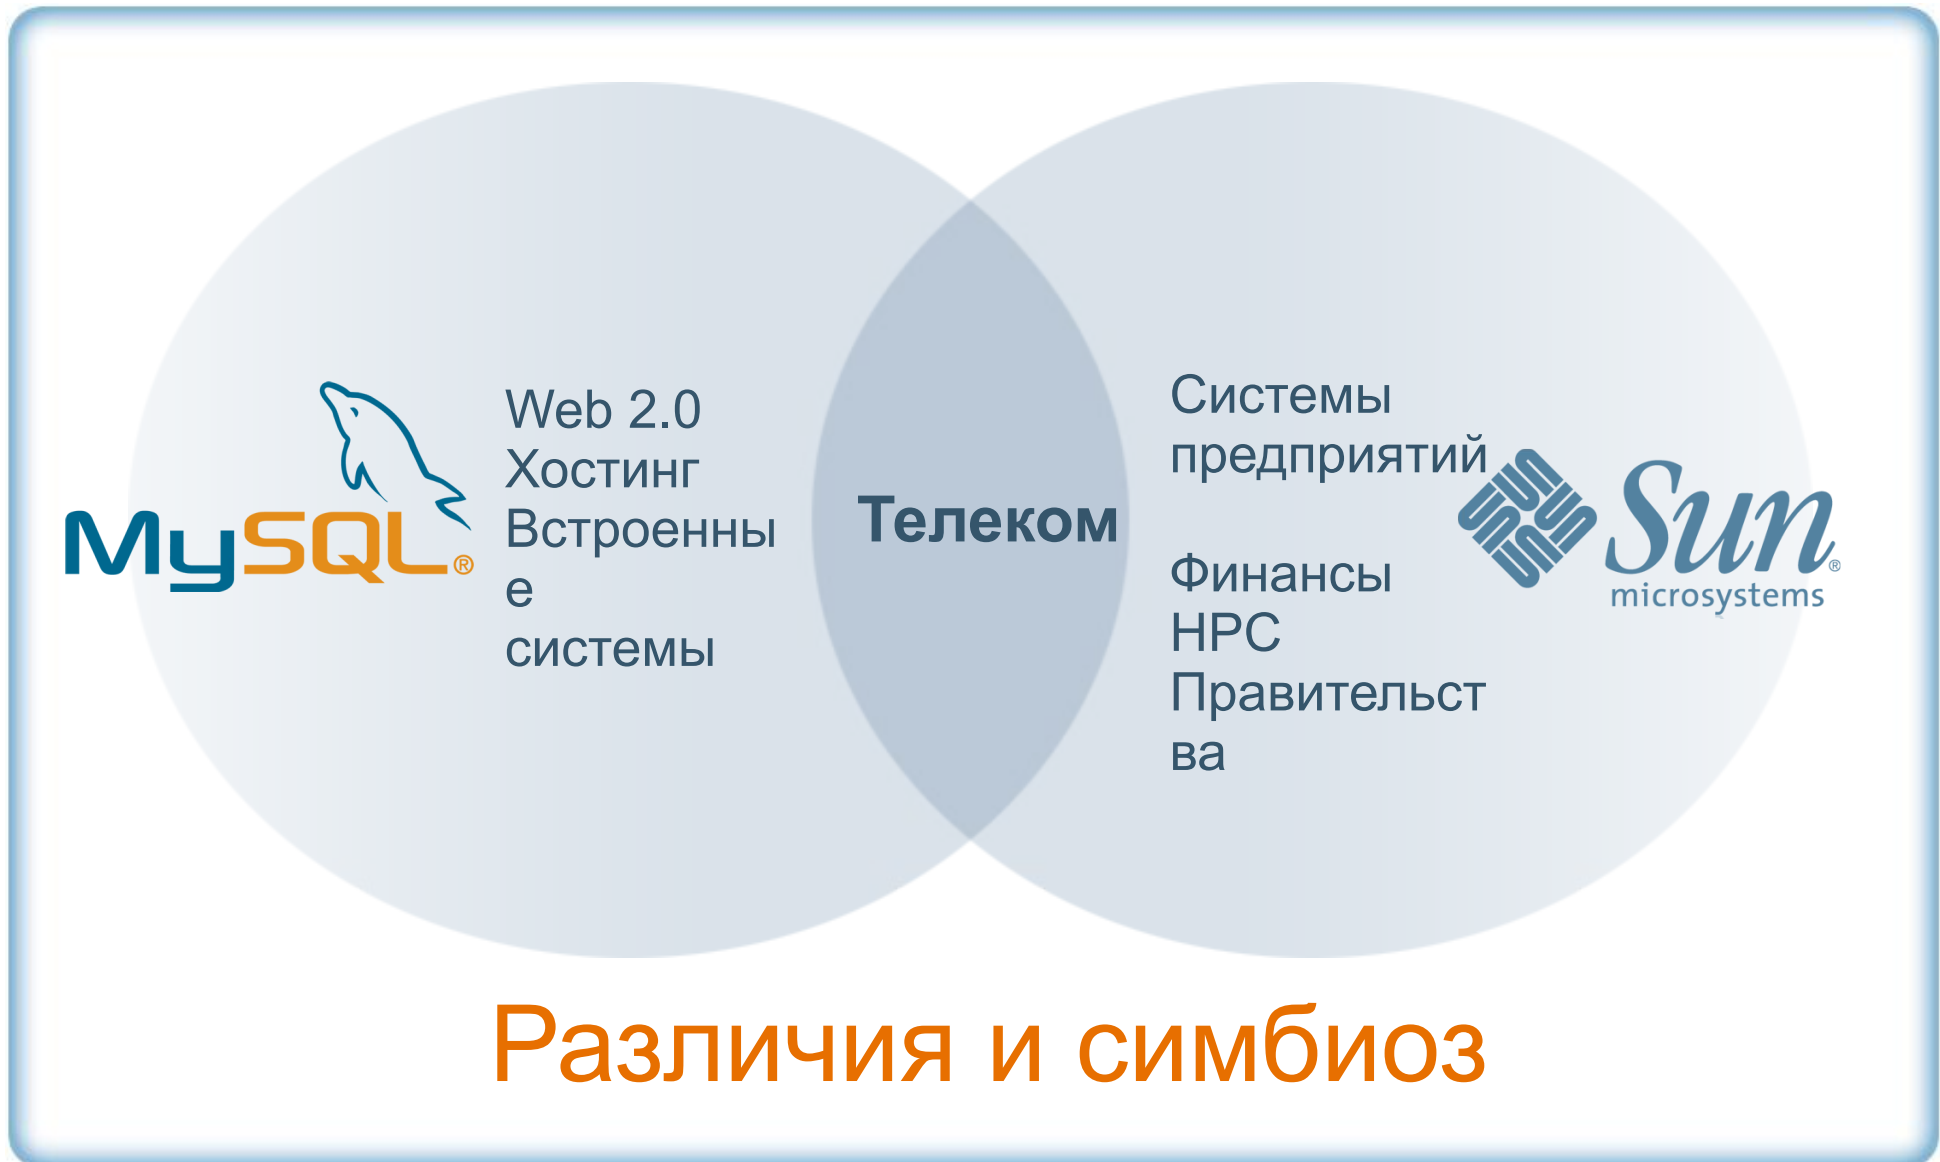 MySQL®
Web 2.0
Хостинг
Встроенны
е
системы
Телеком
Системы
предприятий
Финансы
HPC
Правительст
ва
Sun®
microsystems
Различия и симбиоз